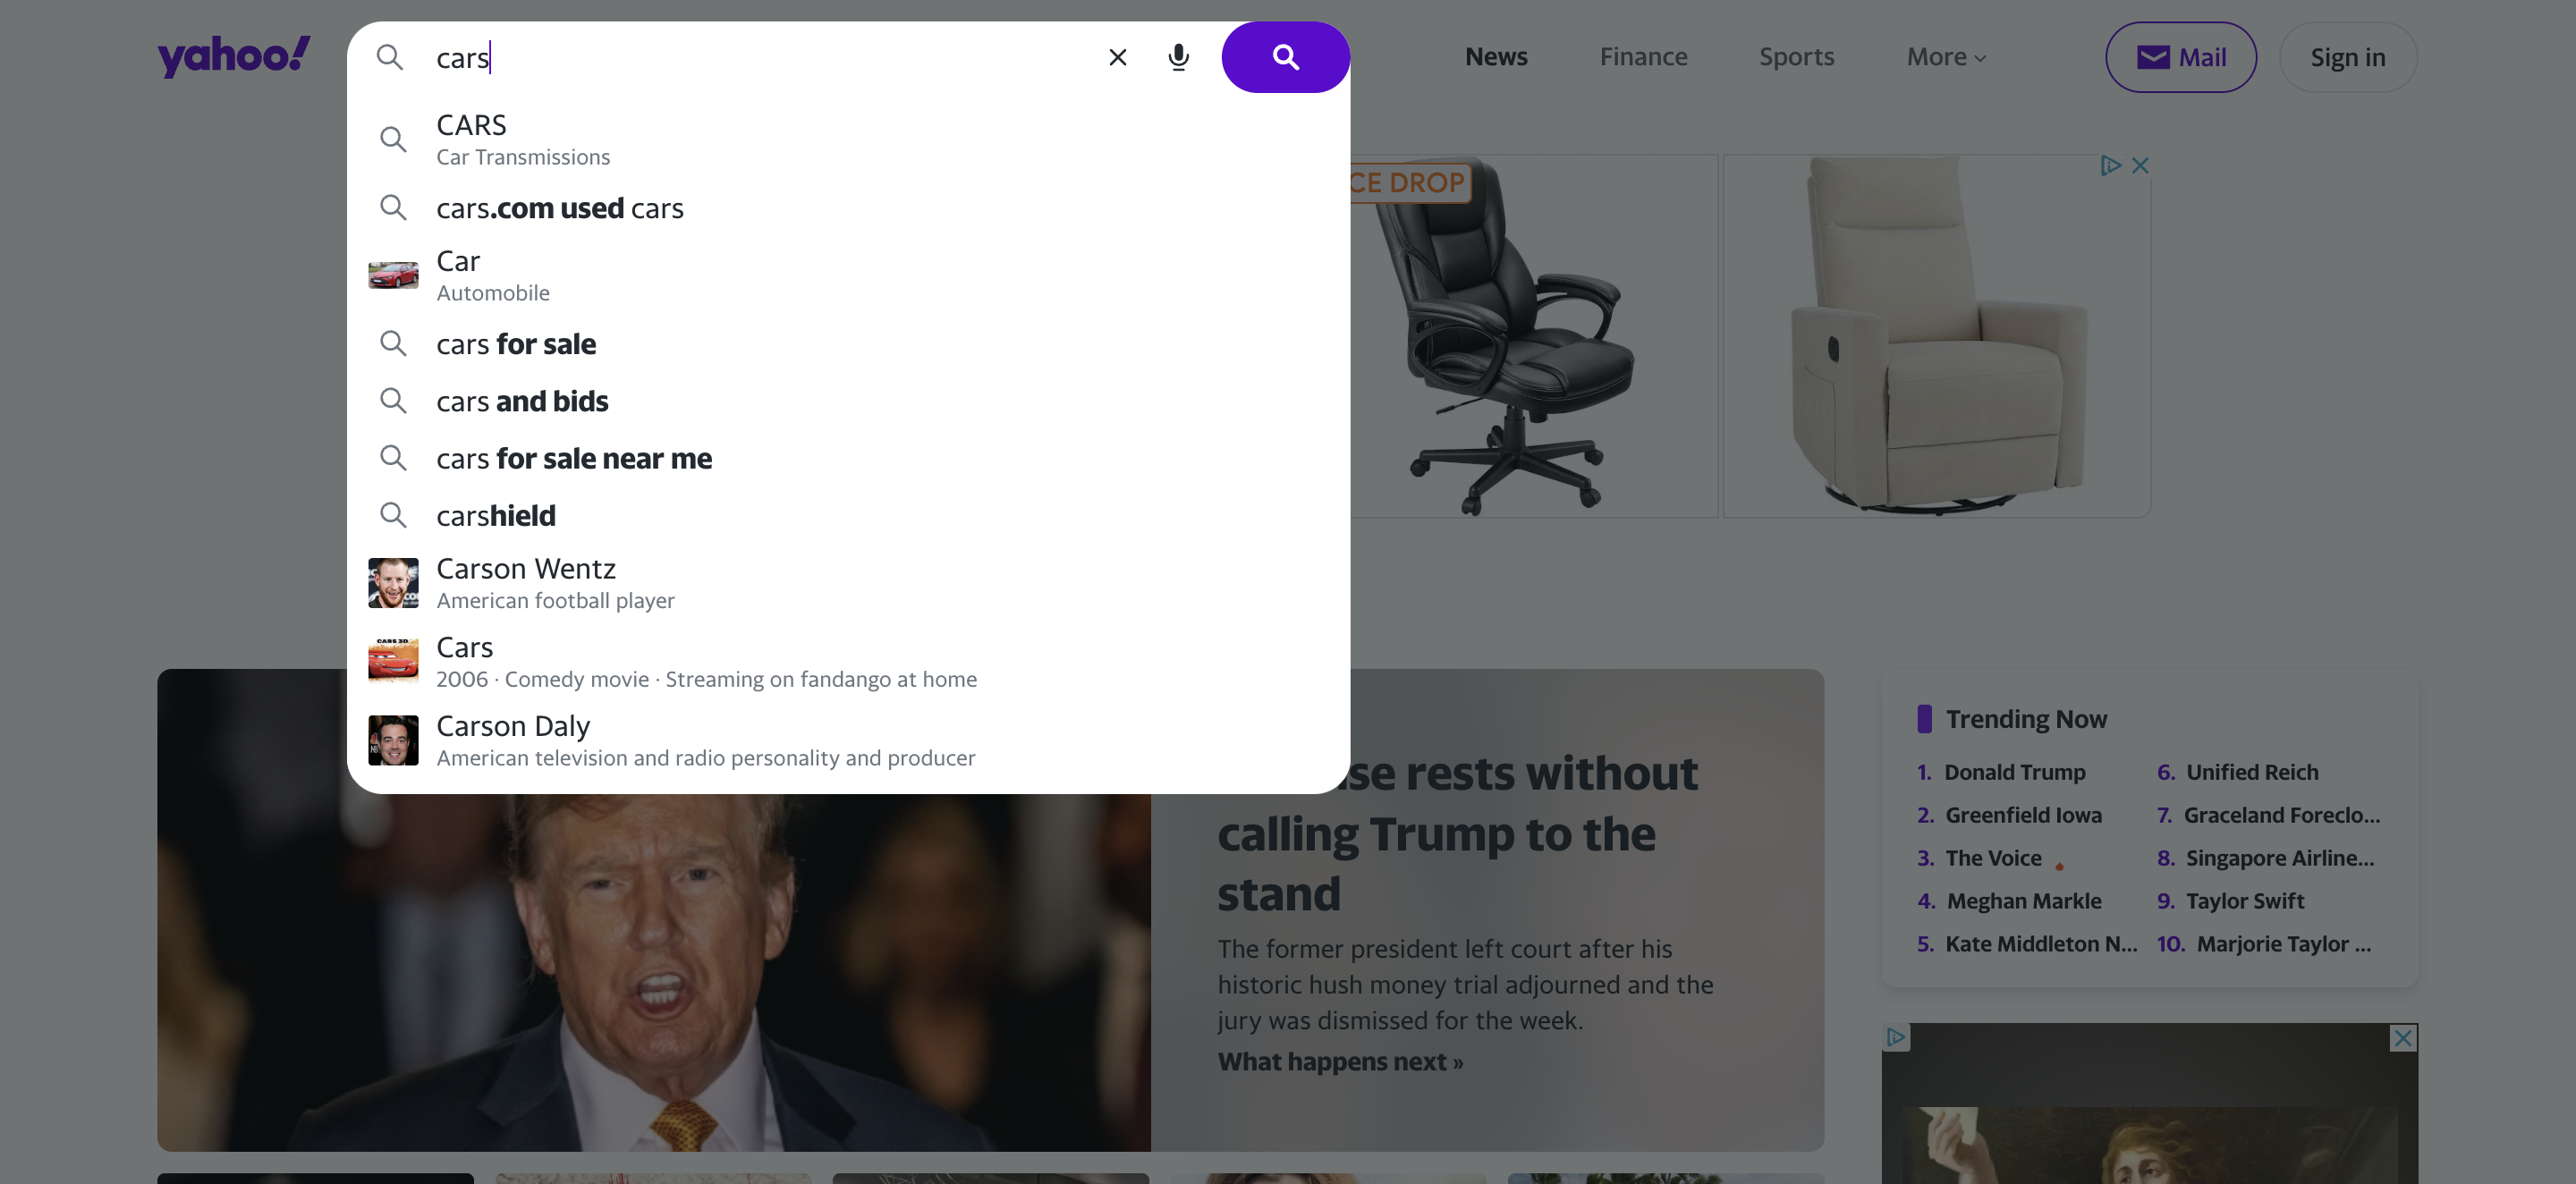 yahoo!
cars
News
Finance
Sports
More
Mail
Sign in
CARS
Car Transmissions
cars.com used cars
Car
Automobile
cars for sale
cars and bids
cars for sale near me
carshield
Carson Wentz
American football player
CARS 3D
Cars
2006 · Comedy movie · Streaming on fandango at home
Carson Daly
American television and radio personality and producer
CE DROP
se rests without
calling Trump to the
stand
The former president left court after his
historic hush money trial adjourned and the
jury was dismissed for the week.
What happens next »
Trending Now
1. Donald Trump
2. Greenfield Iowa
3. The Voice
4. Meghan Markle
5. Kate Middleton N...
6. Unified Reich
7. Graceland Foreclo...
8. Singapore Airline...
9. Taylor Swift
10. Marjorie Taylor ...